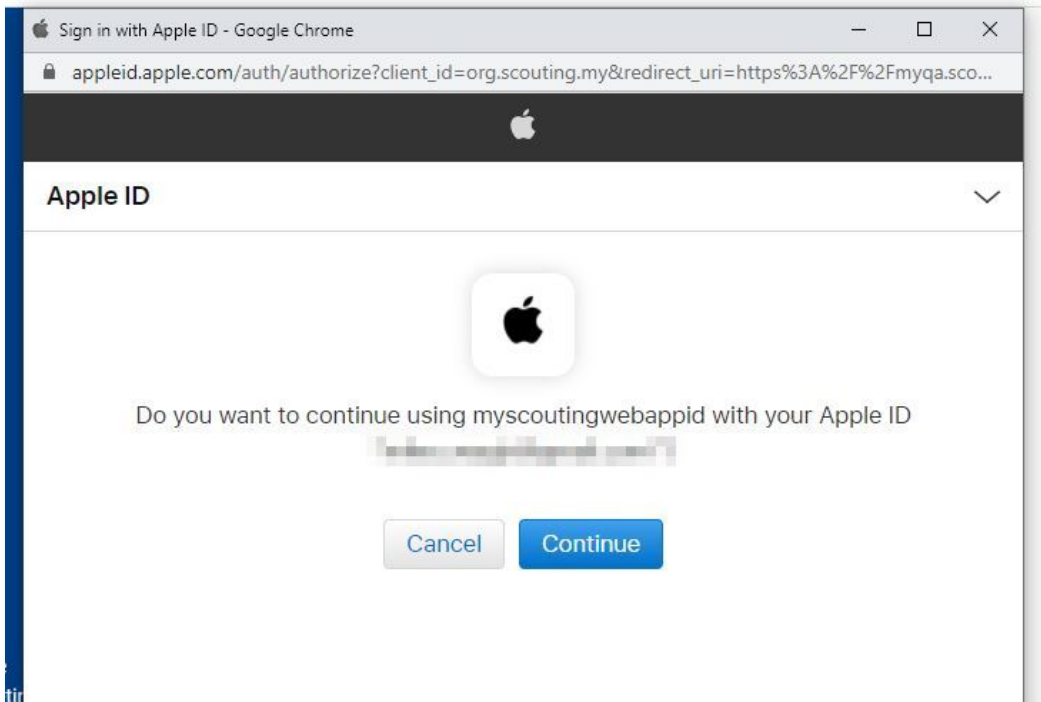 Sign in with Apple ID - Google Chrome
appleid.apple.com/auth/authorize?client_id=org.scouting.my&redirect_uri=https%3A%2F%2Fmyqa.sco...
Apple ID
Do you want to continue using myscoutingwebappid with your Apple ID
Cancel Continue